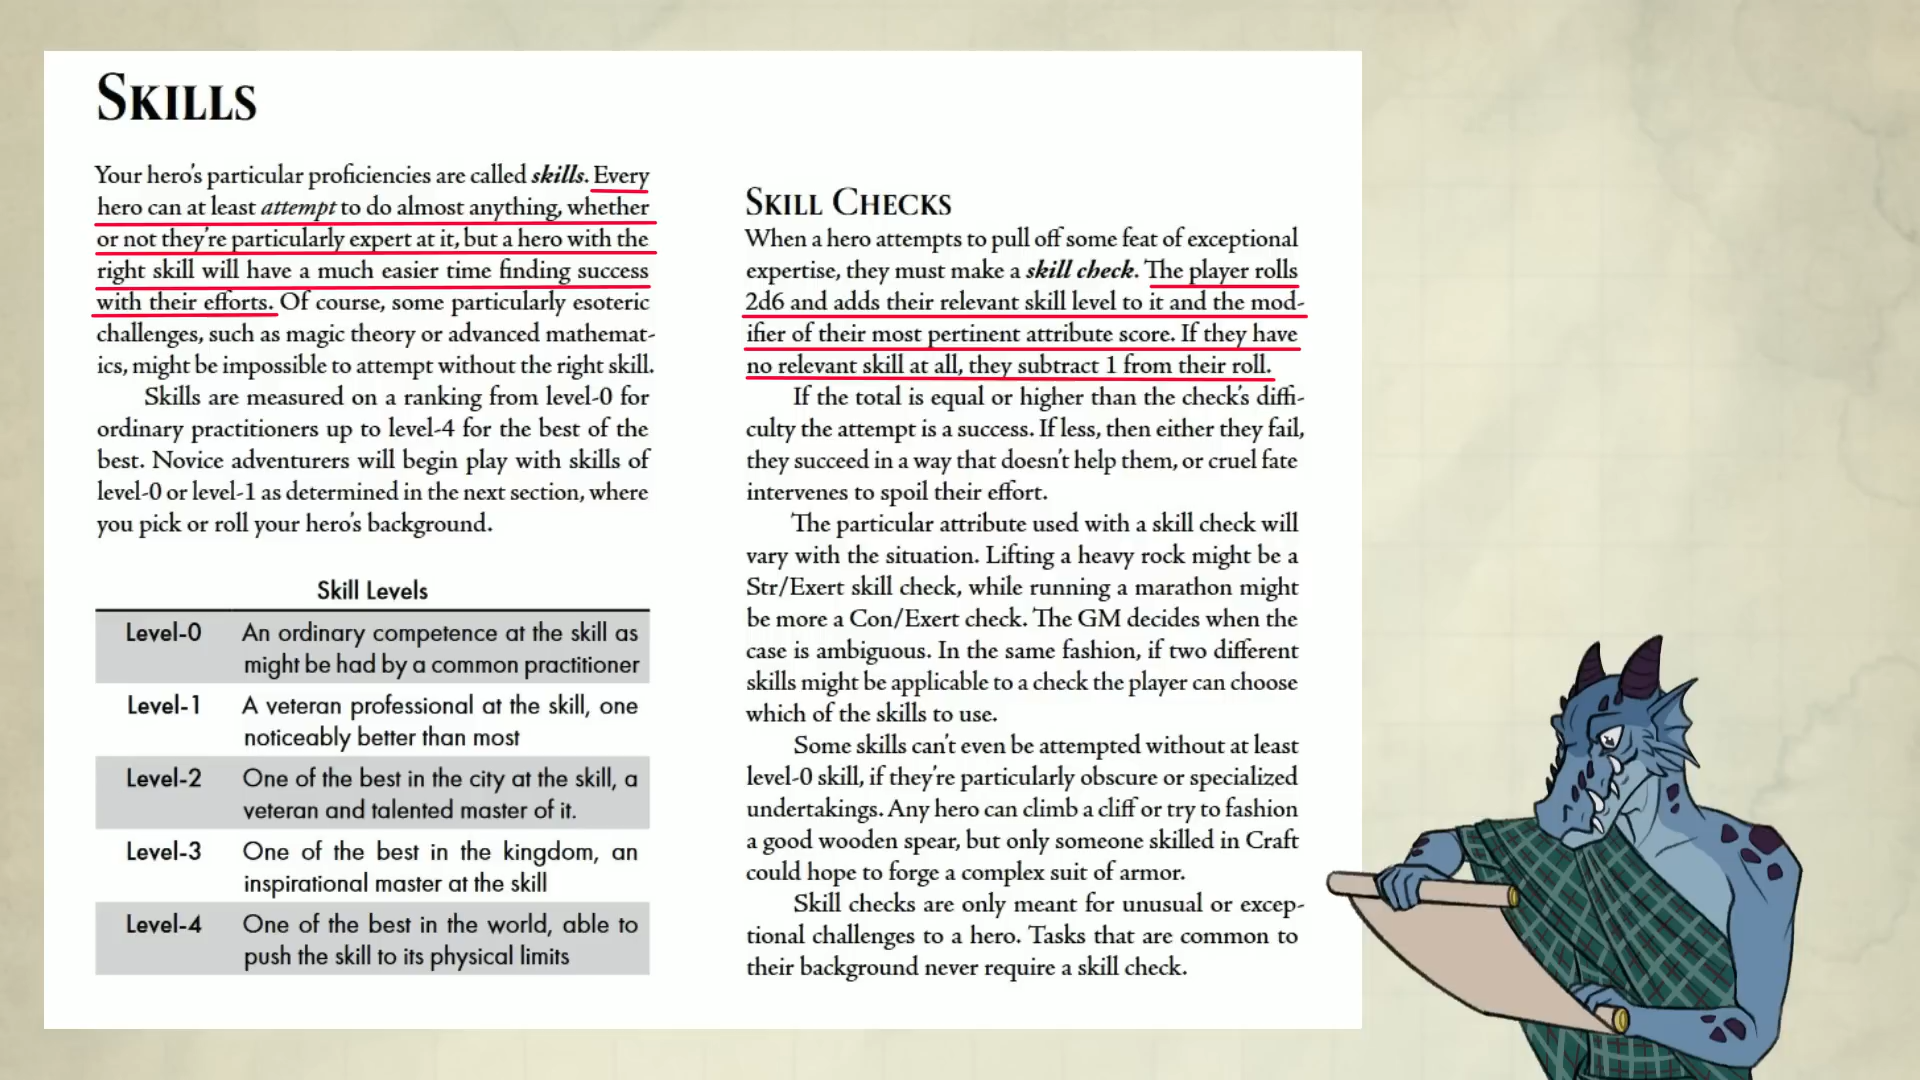 SKILLS
Your hero's particular proficiencies are called skills. Every
hero can at least attempt to do almost anything, whether
or not they're particularly expert at it, but a hero with the
right skill will have a much easier time finding success
with their efforts. Of course, some particularly esoteric
challenges, such as magic theory or advanced mathemat-
ics, might be impossible to attempt without the right skill.
Skills are measured on a ranking from level-0 for
ordinary practitioners up to level-4 for the best of the
best. Novice adventurers will begin play with skills of
level-0 or level-1 as determined in the next section, where
you pick or roll your hero's background.
Skill Levels
Level-0 An ordinary competence at the skill as
might be had by a common practitioner
Level-1 A veteran professional at the skill, one
noticeably better than most
Level-2 One of the best in the city at the skill, a
veteran and talented master of it.
Level-3 One of the best in the kingdom, an
inspirational master at the skill
Level-4 One of the best in the world, able to
push the skill to its physical limits
SKILL CHECKS
When a hero attempts to pull off some feat of exceptional
expertise, they must make a skill check. The player rolls
2d6 and adds their relevant skill level to it and the mod-
ifier of their most pertinent attribute score. If they have
no relevant skill at all, they subtract 1 from their roll.
If the total is equal or higher than the check's diffi-
culty the attempt is a success. If less, then either they fail,
they succeed in a way that doesn't help them, or cruel fate
intervenes to spoil their effort.
The particular attribute used with a skill check will
vary with the situation. Lifting a heavy rock might be a
Str/Exert skill check, while running a marathon might
be more a Con/Exert check. The GM decides when the
case is ambiguous. In the same fashion, if two different
skills might be applicable to a check the player can choose
which of the skills to use.
Some skills can't even be attempted without at least
level-0 skill, if they're particularly obscure or specialized
undertakings. Any hero can climb a cliff or try to fashion
a good wooden spear, but only someone skilled in Craft
could hope to forge a complex suit of armor.
Skill checks are only meant for unusual or excep-
tional challenges to a hero. Tasks that are common to
their background never require a skill check.